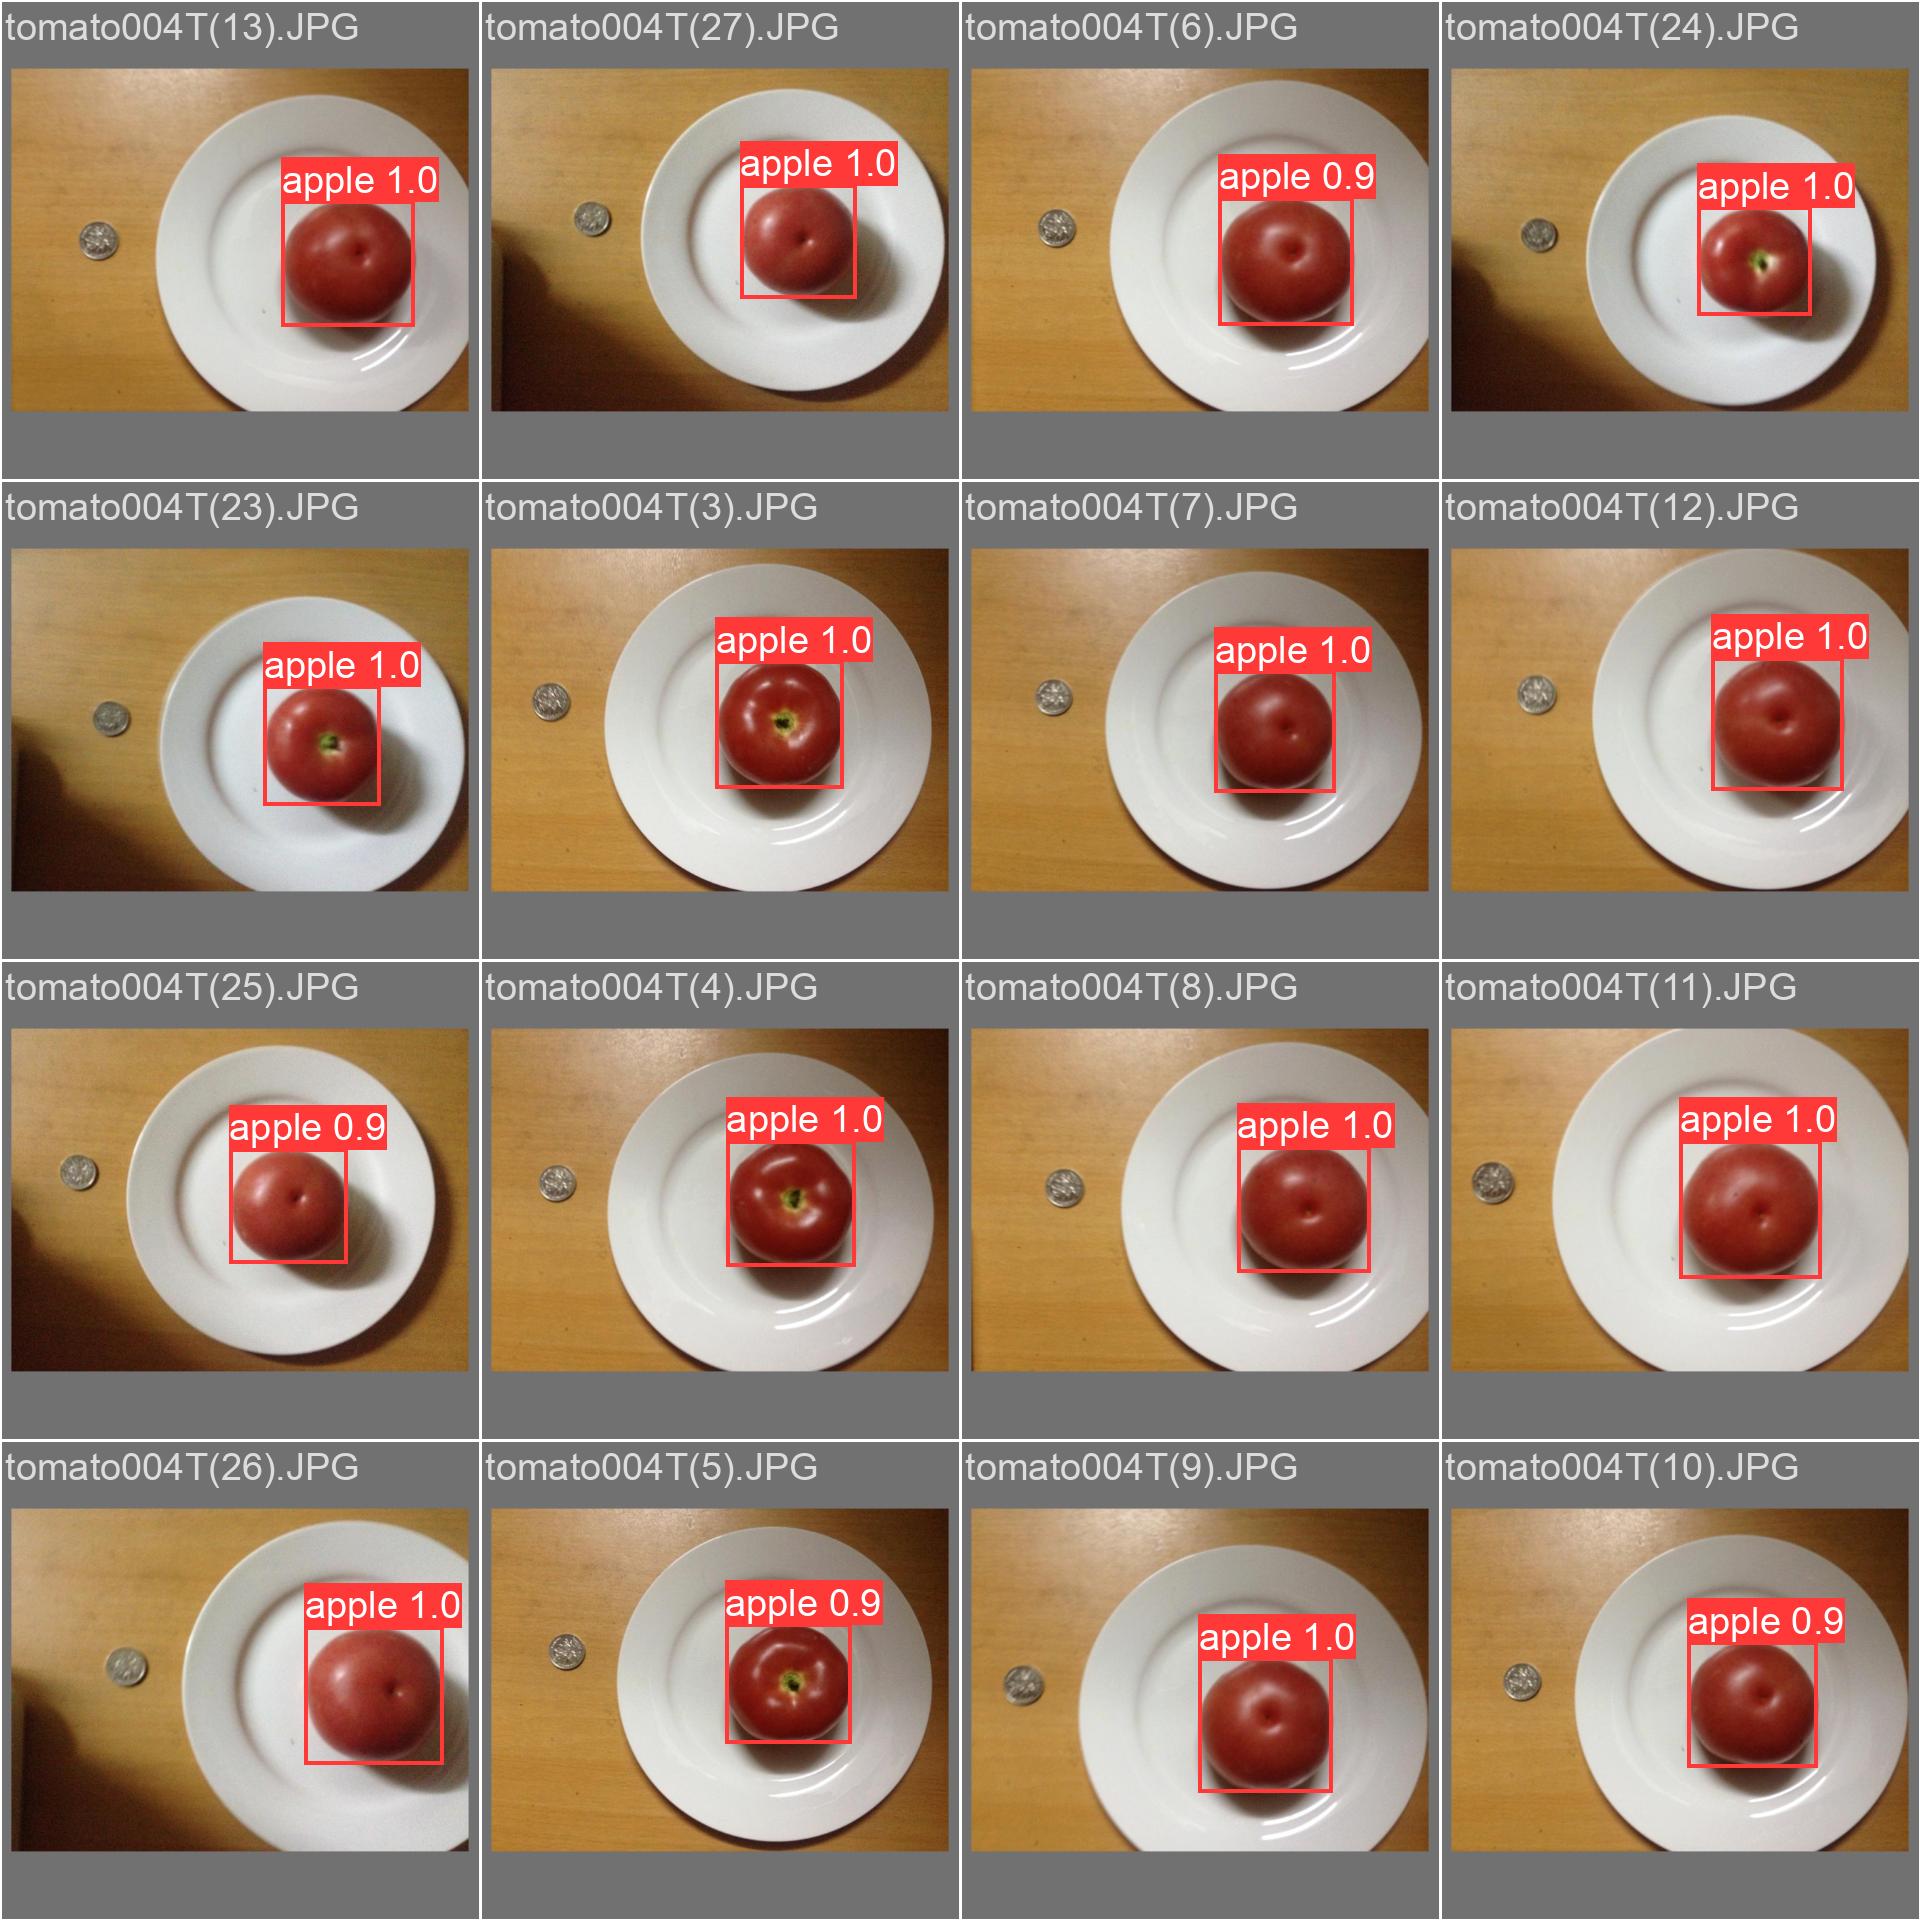 tomato004T(13).JPG
apple 1.0
tomato004T(27).JPG
apple 1.0
tomato004T(6).JPG
apple 0.9
tomato004T(24).JPG
apple 1.0
tomato004T(23).JPG
apple 1.0
tomato004T(3).JPG
apple 1.0
tomato004T(7).JPG
apple 1.0
tomato004T(12).JPG
apple 1.0
tomato004T(25).JPG
apple 0.9
tomato004T(4).JPG
apple 1.0
tomato004T(8).JPG
apple 1.0
tomato004T(11).JPG
apple 1.0
tomato004T(26).JPG
apple 1.0
tomato004T(5).JPG
apple 0.9
tomato004T(9).JPG
apple 1.0
tomato004T(10).JPG
apple 0.9